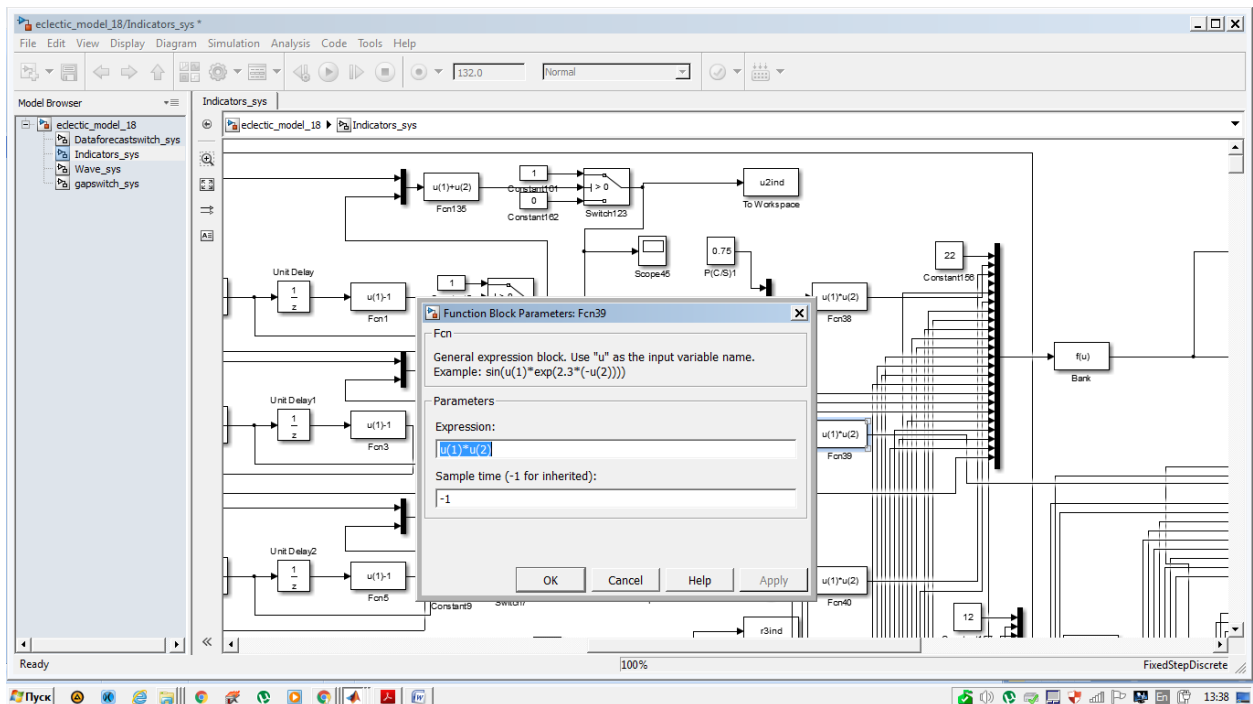 eclectic_model_18/Indicators_sys *
File Edit View Display Diagram Simulation Analysis Code Tools Help
132.0
Normal
Model Browser
Indicators_sys
eclectic_model_18
Dataforecastswitch_sys
Indicators_sys
Wave_sys
gapswitch_sys
eclectic_model_18 ▶ Indicators_sys
u(1)+u(2)
Fcn135
1
Constant161
0
Constant162
> 0
Switch123
u2ind
To Workspace
Scope45
0.75
P(C/S)1
22
Constant156
Unit Delay
1
z
u(1)-1
Fcn1
1
u(1)*u(2)
Fcn38
f(u)
Bank
Function Block Parameters: Fcn39
Fcn
General expression block. Use "u" as the input variable name.
Example: sin(u(1)*exp(2.3*(-u(2))))
Parameters
Expression:
u(1)*u(2)
Sample time (-1 for inherited):
-1
OK Cancel Help Apply
Unit Delay1
1
z
u(1)-1
Fcn3
u(1)*u(2)
Fcn39
Unit Delay2
1
z
u(1)-1
Fcn5
Constant9
Switch7
u(1)*u(2)
Fcn40
r3ind
12
Ready
100%
FixedStepDiscrete
Пуск
13:38